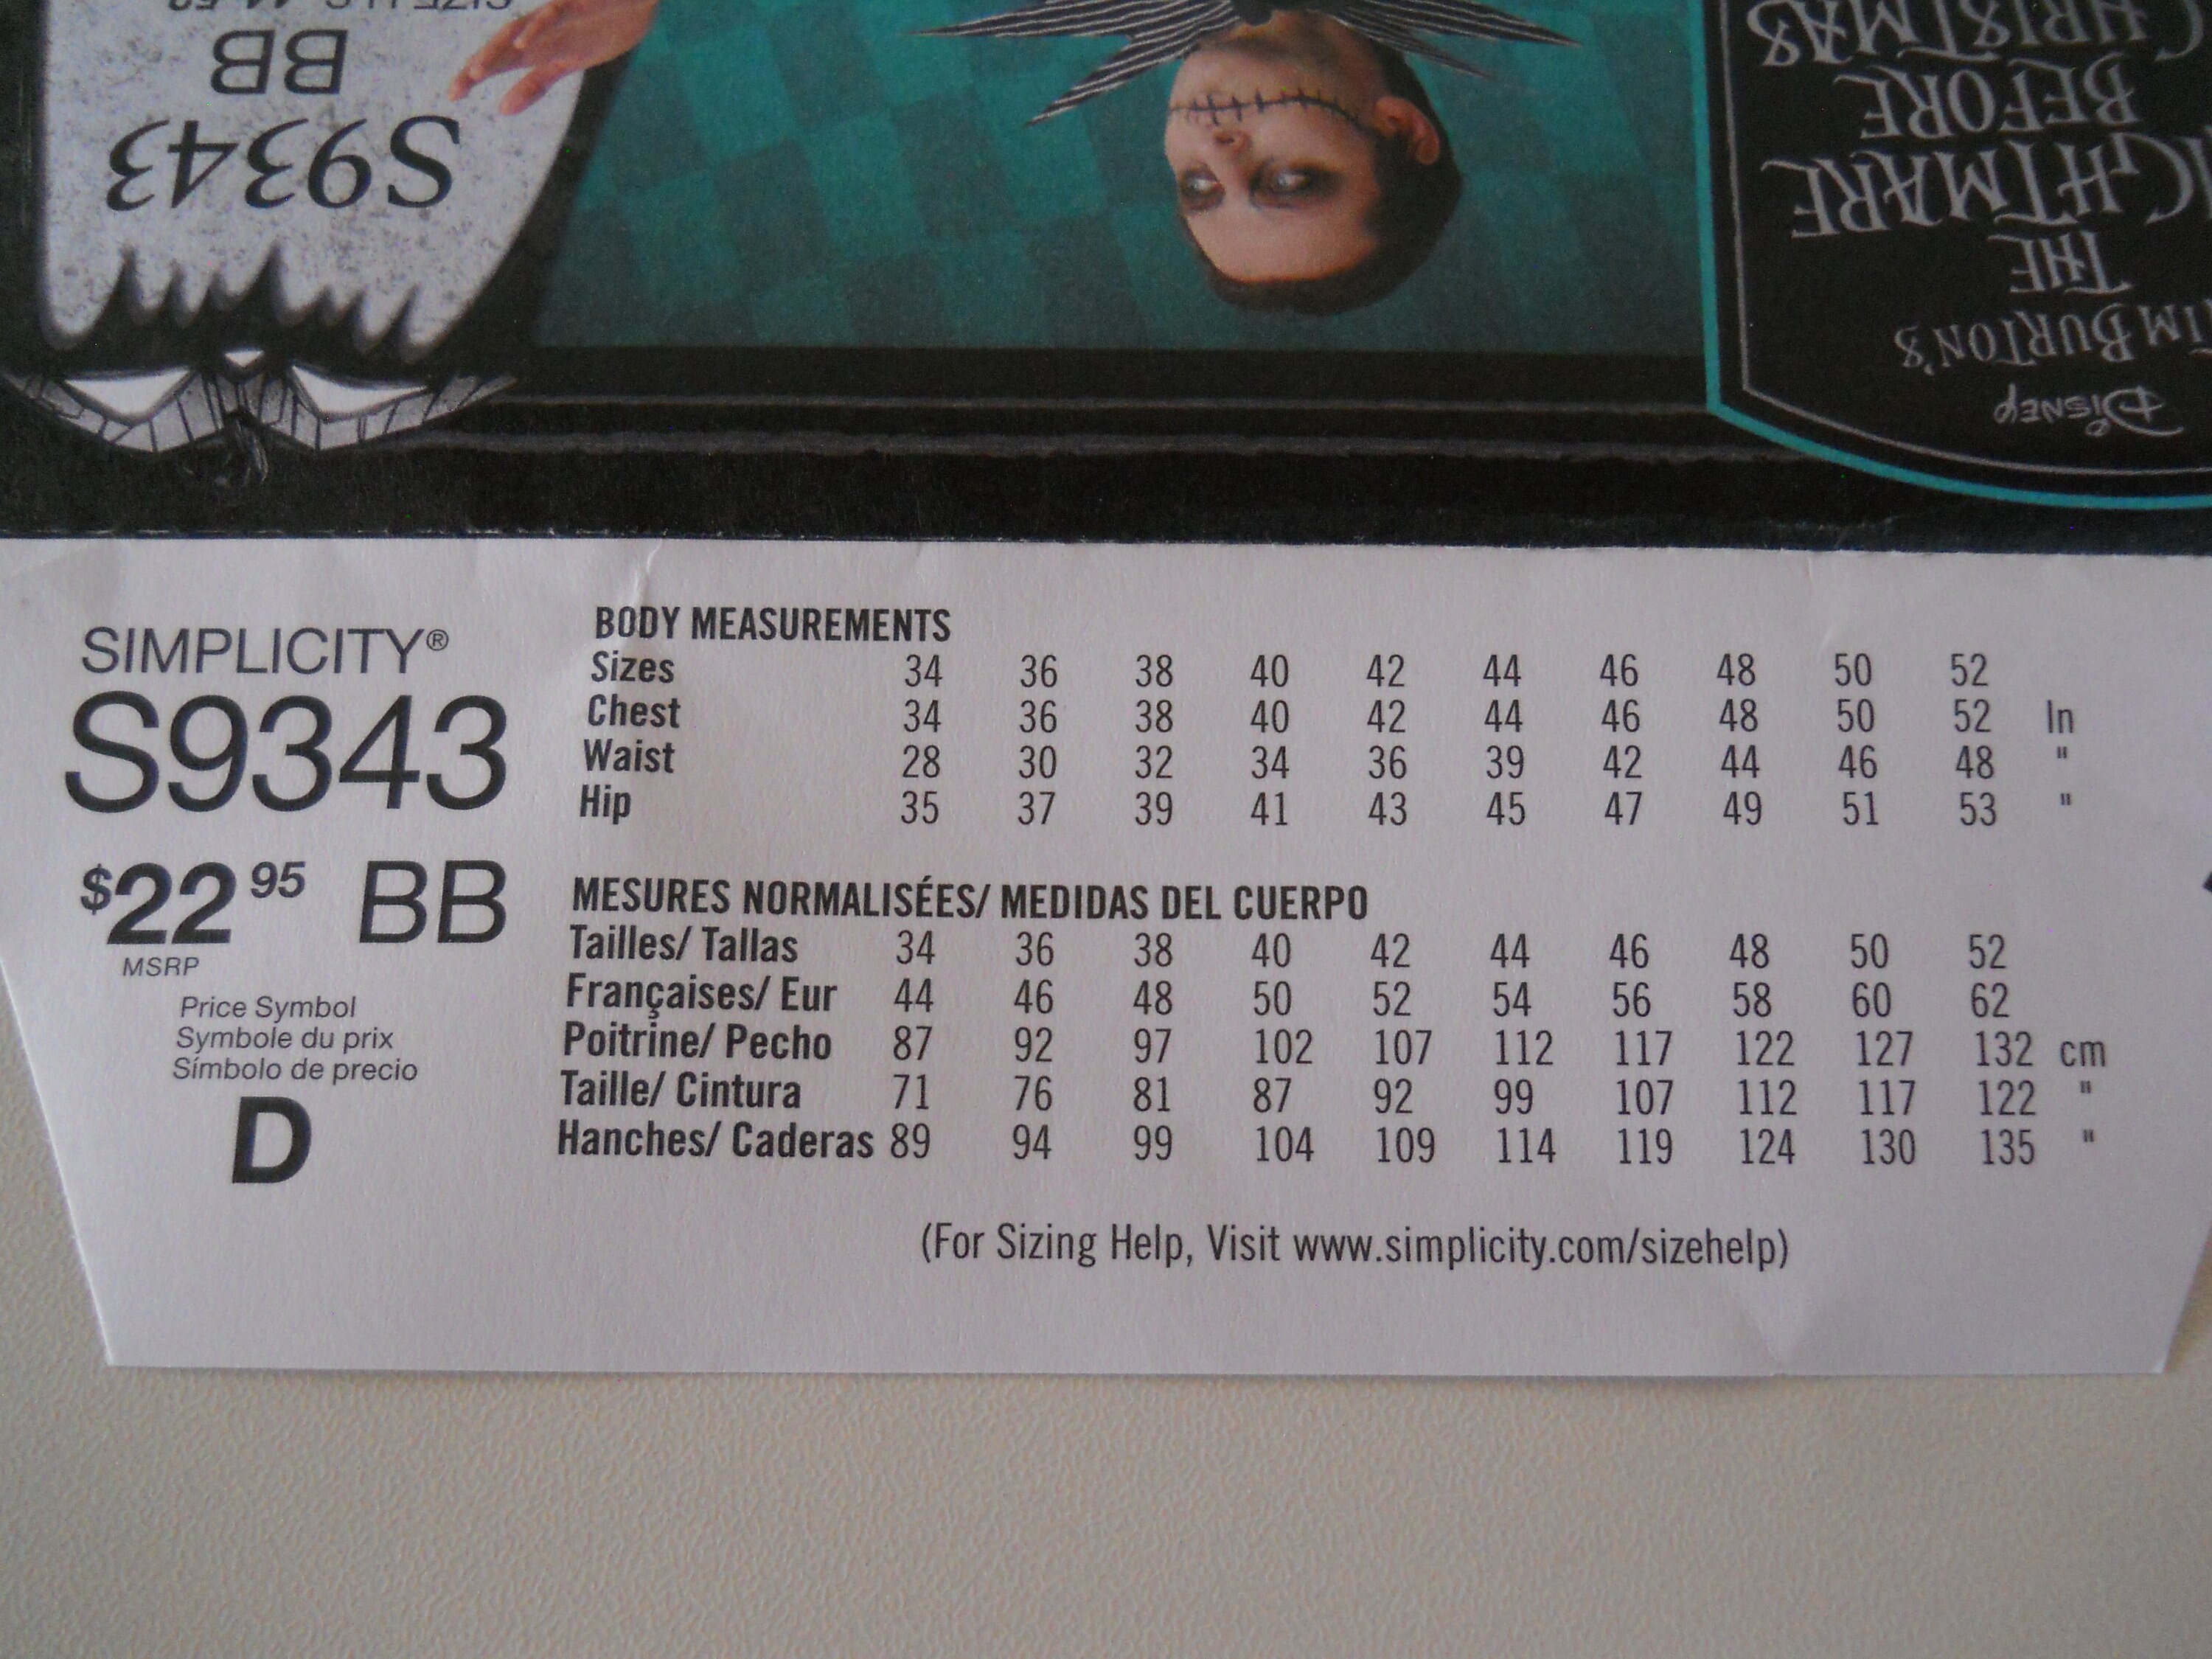 SIZE U.S. 44-52
BB
S9343
DISNEY
TIM BURTON'S
THE
NIGHTMARE
BEFORE
CHRISTMAS
SIMPLICITY®
S9343
$22 95 BB
MSRP
Price Symbol
Symbole du prix
Símbolo de precio
D
BODY MEASUREMENTS
Sizes 34 36 38 40 42 44 46 48 50 52
Chest 34 36 38 40 42 44 46 48 50 52 In
Waist 28 30 32 34 36 39 42 44 46 48 "
Hip 35 37 39 41 43 45 47 49 51 53 "
MESURES NORMALISÉES/ MEDIDAS DEL CUERPO
Tailles/ Tallas 34 36 38 40 42 44 46 48 50 52
Françaises/ Eur 44 46 48 50 52 54 56 58 60 62
Poitrine/ Pecho 87 92 97 102 107 112 117 122 127 132 cm
Taille/ Cintura 71 76 81 87 92 99 107 112 117 122 "
Hanches/ Caderas 89 94 99 104 109 114 119 124 130 135 "
(For Sizing Help, Visit www.simplicity.com/sizehelp)